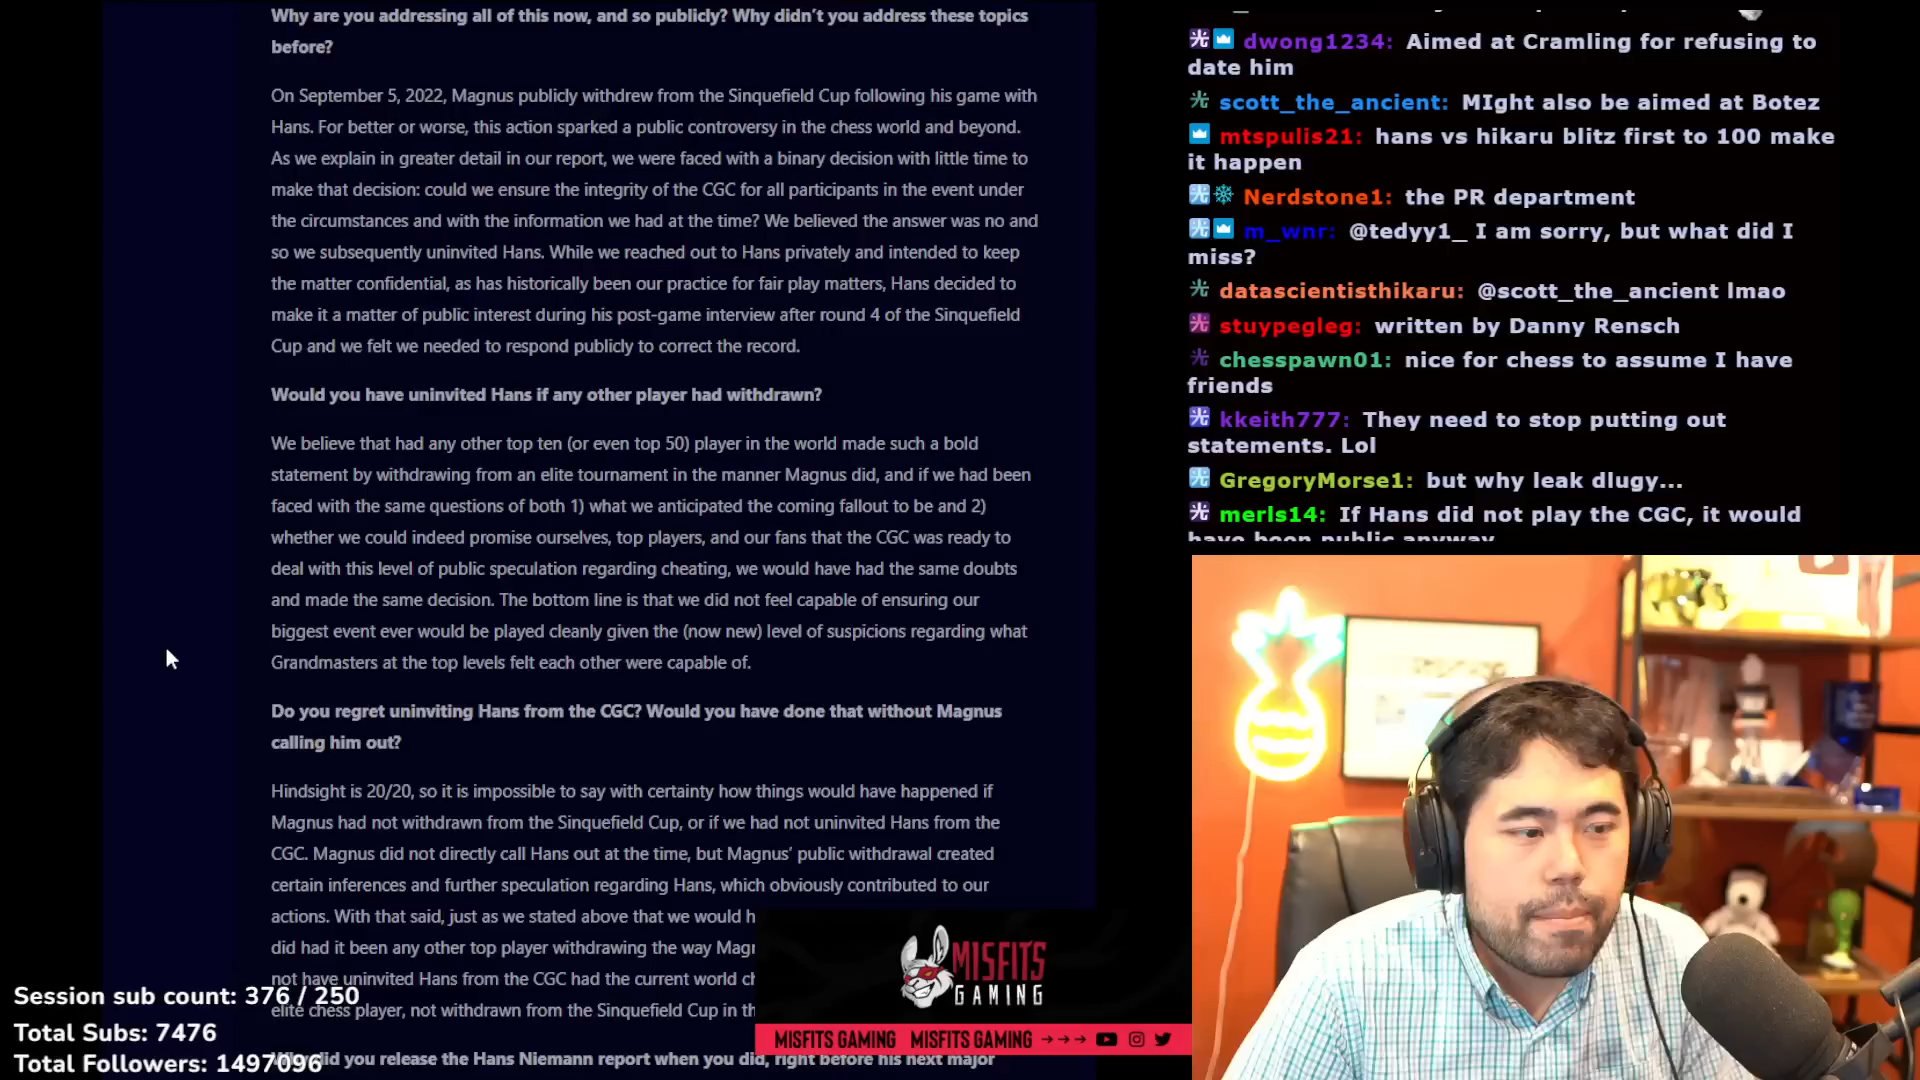 Why are you addressing all of this now, and so publicly? Why didn't you address these topics
before?
On September 5, 2022, Magnus publicly withdrew from the Sinquefield Cup following his game with
Hans. For better or worse, this action sparked a public controversy in the chess world and beyond.
As we explain in greater detail in our report, we were faced with a binary decision with little time to
make that decision: could we ensure the integrity of the CGC for all participants in the event under
the circumstances and with the information we had at the time? We believed the answer was no and
so we subsequently uninvited Hans. While we reached out to Hans privately and intended to keep
the matter confidential, as has historically been our practice for fair play matters, Hans decided to
make it a matter of public interest during his post-game interview after round 4 of the Sinquefield
Cup and we felt we needed to respond publicly to correct the record.
Would you have uninvited Hans if any other player had withdrawn?
We believe that had any other top ten (or even top 50) player in the world made such a bold
statement by withdrawing from an elite tournament in the manner Magnus did, and if we had been
faced with the same questions of both 1) what we anticipated the coming fallout to be and 2)
whether we could indeed promise ourselves, top players, and our fans that the CGC was ready to
deal with this level of public speculation regarding cheating, we would have had the same doubts
and made the same decision. The bottom line is that we did not feel capable of ensuring our
biggest event ever would be played cleanly given the (now new) level of suspicions regarding what
Grandmasters at the top levels felt each other were capable of.
Do you regret uninviting Hans from the CGC? Would you have done that without Magnus
calling him out?
Hindsight is 20/20, so it is impossible to say with certainty how things would have happened if
Magnus had not withdrawn from the Sinquefield Cup, or if we had not uninvited Hans from the
CGC. Magnus did not directly call Hans out at the time, but Magnus' public withdrawal created
certain inferences and further speculation regarding Hans, which obviously contributed to our
actions. With that said, just as we stated above that we would h
did had it been any other top player withdrawing the way Magn
not have uninvited Hans from the CGC had the current world c
elite chess player, not withdrawn from the Sinquefield Cup in th
did you release the Hans Niemann report when you did, right before his next major
Session sub count: 376 / 250
Total Subs: 7476
Total Followers: 1497096
MISFITS
GAMING
MISFITS GAMING MISFITS GAMING
dwong1234: Aimed at Cramling for refusing to
date him
scott_the_ancient: MIght also be aimed at Botez
mtspulis21: hans vs hikaru blitz first to 100 make
it happen
Nerdstone1: the PR department
m_wnr: @tedyy1_ I am sorry, but what did I
miss?
datascientisthikaru: @scott_the_ancient lmao
stuypegleg: written by Danny Rensch
chesspawn01: nice for chess to assume I have
friends
kkeith777: They need to stop putting out
statements. Lol
GregoryMorse1: but why leak dlugy...
merls14: If Hans did not play the CGC, it would
have been public anyway